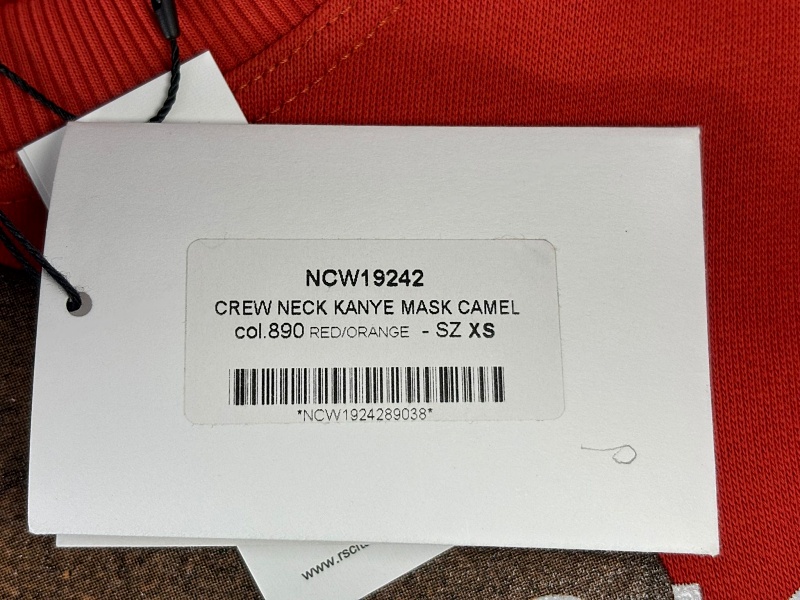 NCW19242
CREW NECK KANYE MASK CAMEL
col.890 RED/ORANGE - SZ XS
*NCW1924289038*